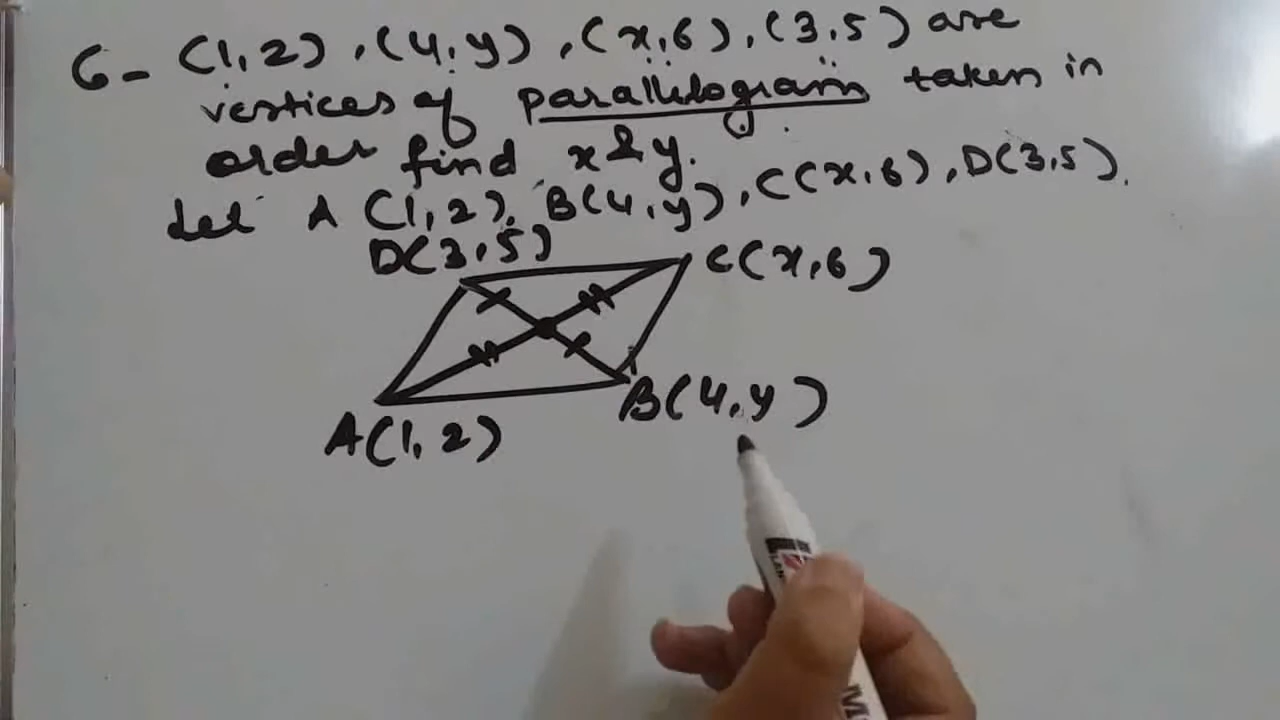 6- (1,2), (4,y), (x,6), (3,5) are
vertices of parallelogram taken in
order find x & y.
Let A (1,2), B(4,y), C(x,6), D(3,5).
D(3,5)
C(x,6)
B(4,y)
A(1,2)